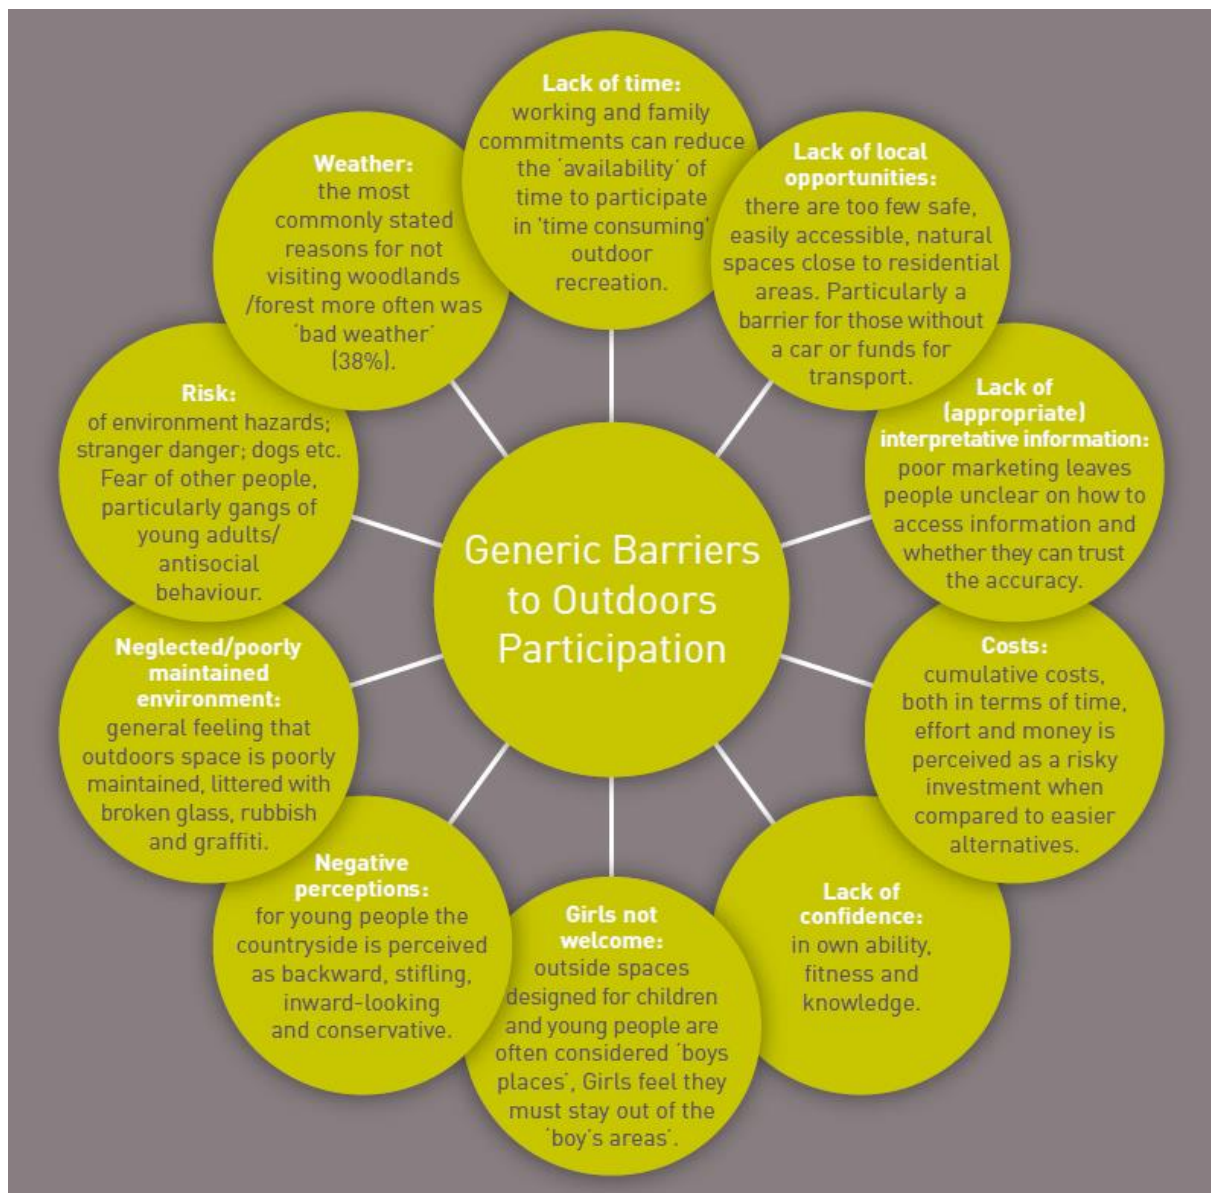 Lack of time:
working and family
commitments can reduce
the 'availability' of
time to participate
in 'time consuming'
outdoor
recreation.
Lack of local
opportunities:
there are too few safe,
easily accessible, natural
spaces close to residential
areas. Particularly a
barrier for those without
a car or funds for
transport.
Lack of
(appropriate)
interpretative information:
poor marketing leaves
people unclear on how to
access information and
whether they can trust
the accuracy.
Costs:
cumulative costs,
both in terms of time,
effort and money is
perceived as a risky
investment when
compared to easier
alternatives.
Lack of
confidence:
in own ability,
fitness and
knowledge.
Girls not
welcome:
outside spaces
designed for children
and young people are
often considered 'boys
places', Girls feel they
must stay out of the
'boy's areas'.
Negative
perceptions:
for young people the
countryside is perceived
as backward, stifling,
inward-looking
and conservative.
Neglected/poorly
maintained
environment:
general feeling that
outdoors space is poorly
maintained, littered with
broken glass, rubbish
and graffiti.
Risk:
of environment hazards;
stranger danger; dogs etc.
Fear of other people,
particularly gangs of
young adults/
antisocial
behaviour.
Weather:
the most
commonly stated
reasons for not
visiting woodlands
/forest more often was
'bad weather'
(38%).
Generic Barriers
to Outdoors
Participation